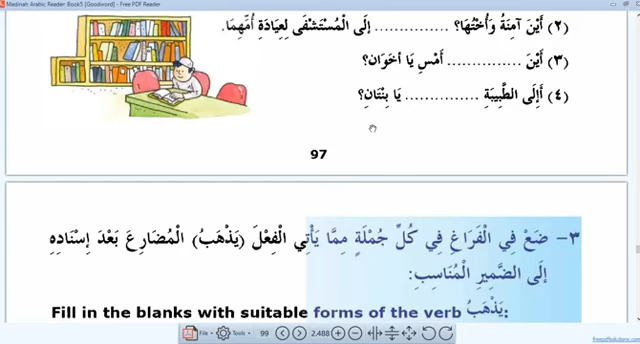 Madinah Arabic Reader: Book5 [Goodword] - Free PDF Reader
(٢) أَيْنَ آمِنَةُ وَأُخْتُهَا؟ ............... إِلَى الْمُسْتَشْفَى لِعِيَادَةِ أُمِّهِمَا.
(٣) أَيْنَ ............... أَمْسِ يَا أَخَوَانِ؟
(٤) أَإِلَى الطَّبِيبَةِ ............... يَا بِنْتَانِ؟
97
٣- ضَعْ فِي الْفَرَاغِ فِي كُلِّ جُمْلَةٍ مِمَّا يَأْتِي الْفِعْلَ (يَذْهَبُ) الْمُضَارِعَ بَعْدَ إِسْنَادِهِ
إِلَى الضَّمِيرِ الْمُنَاسِبِ:
Fill in the blanks with suitable forms of the verb يَذْهَبُ:
File Tools 99 2.488
freepdfsolutions.com